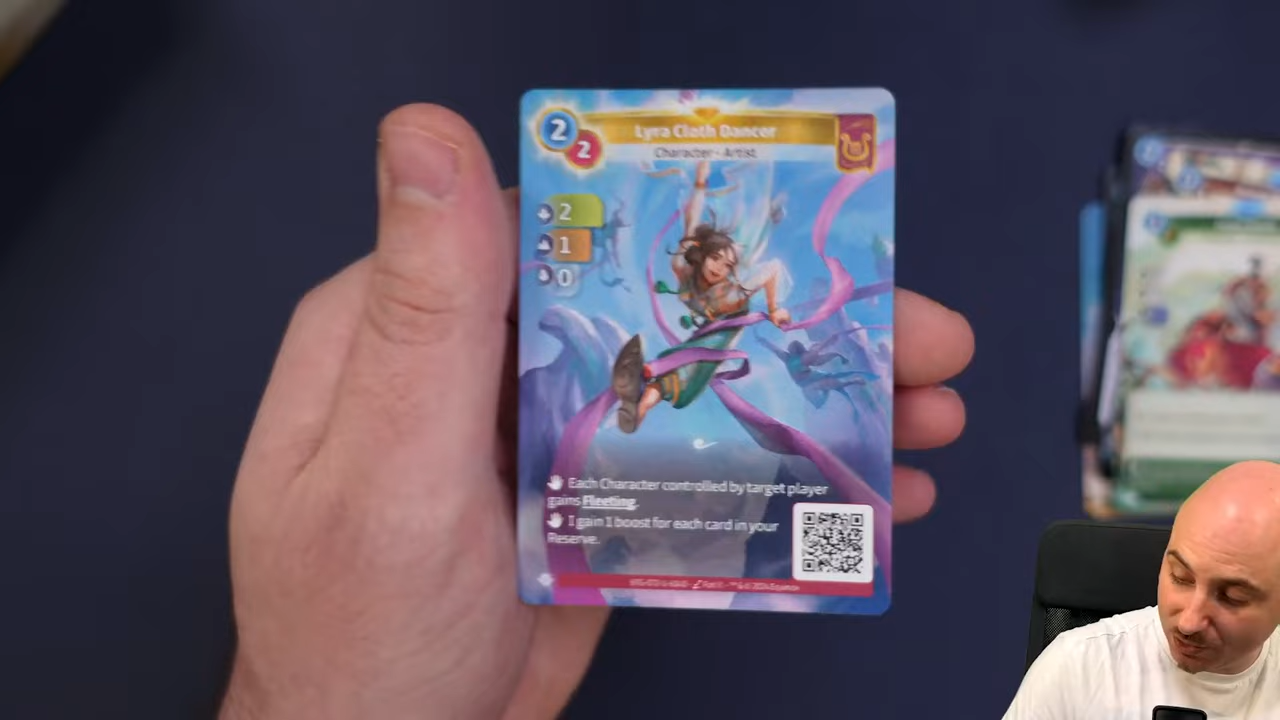 2
2
Lyra Cloth Dancer
Character - Artist
2
1
0
Each Character controlled by target player
gains Fleeting.
I gain 1 boost for each card in your
Reserve.